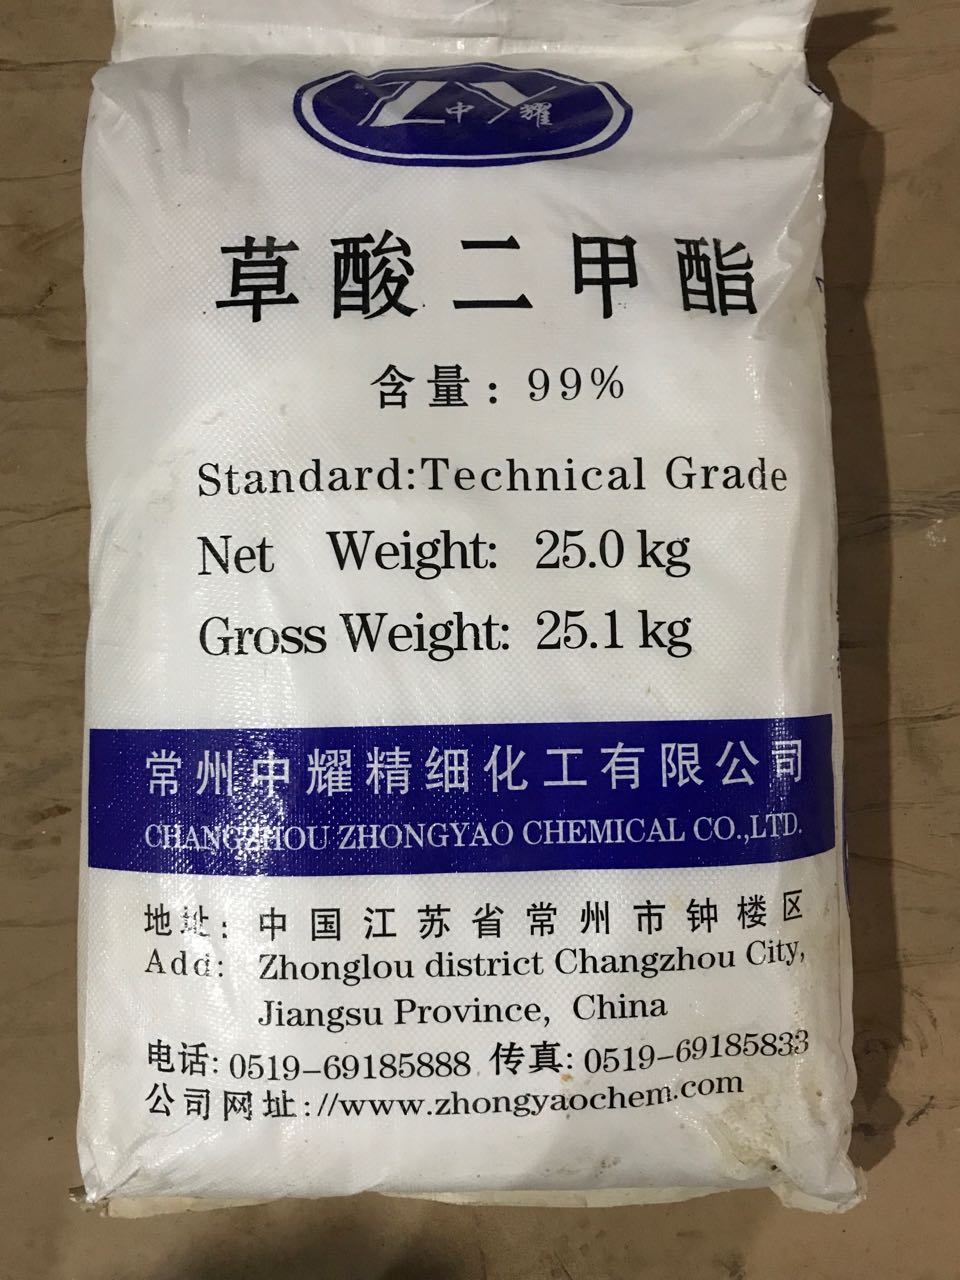 ZY中耀
草酸二甲酯
含量：99%
Standard:Technical Grade
Net Weight: 25.0 kg
Gross Weight: 25.1 kg
常州中耀精细化工有限公司
CHANGZHOU ZHONGYAO CHEMICAL CO.,LTD.
地址：中国江苏省常州市钟楼区
Add: Zhonglou district Changzhou City,
Jiangsu Province, China
电话: 0519-69185888 传真: 0519-69185833
公司网址://www.zhongyaochem.com